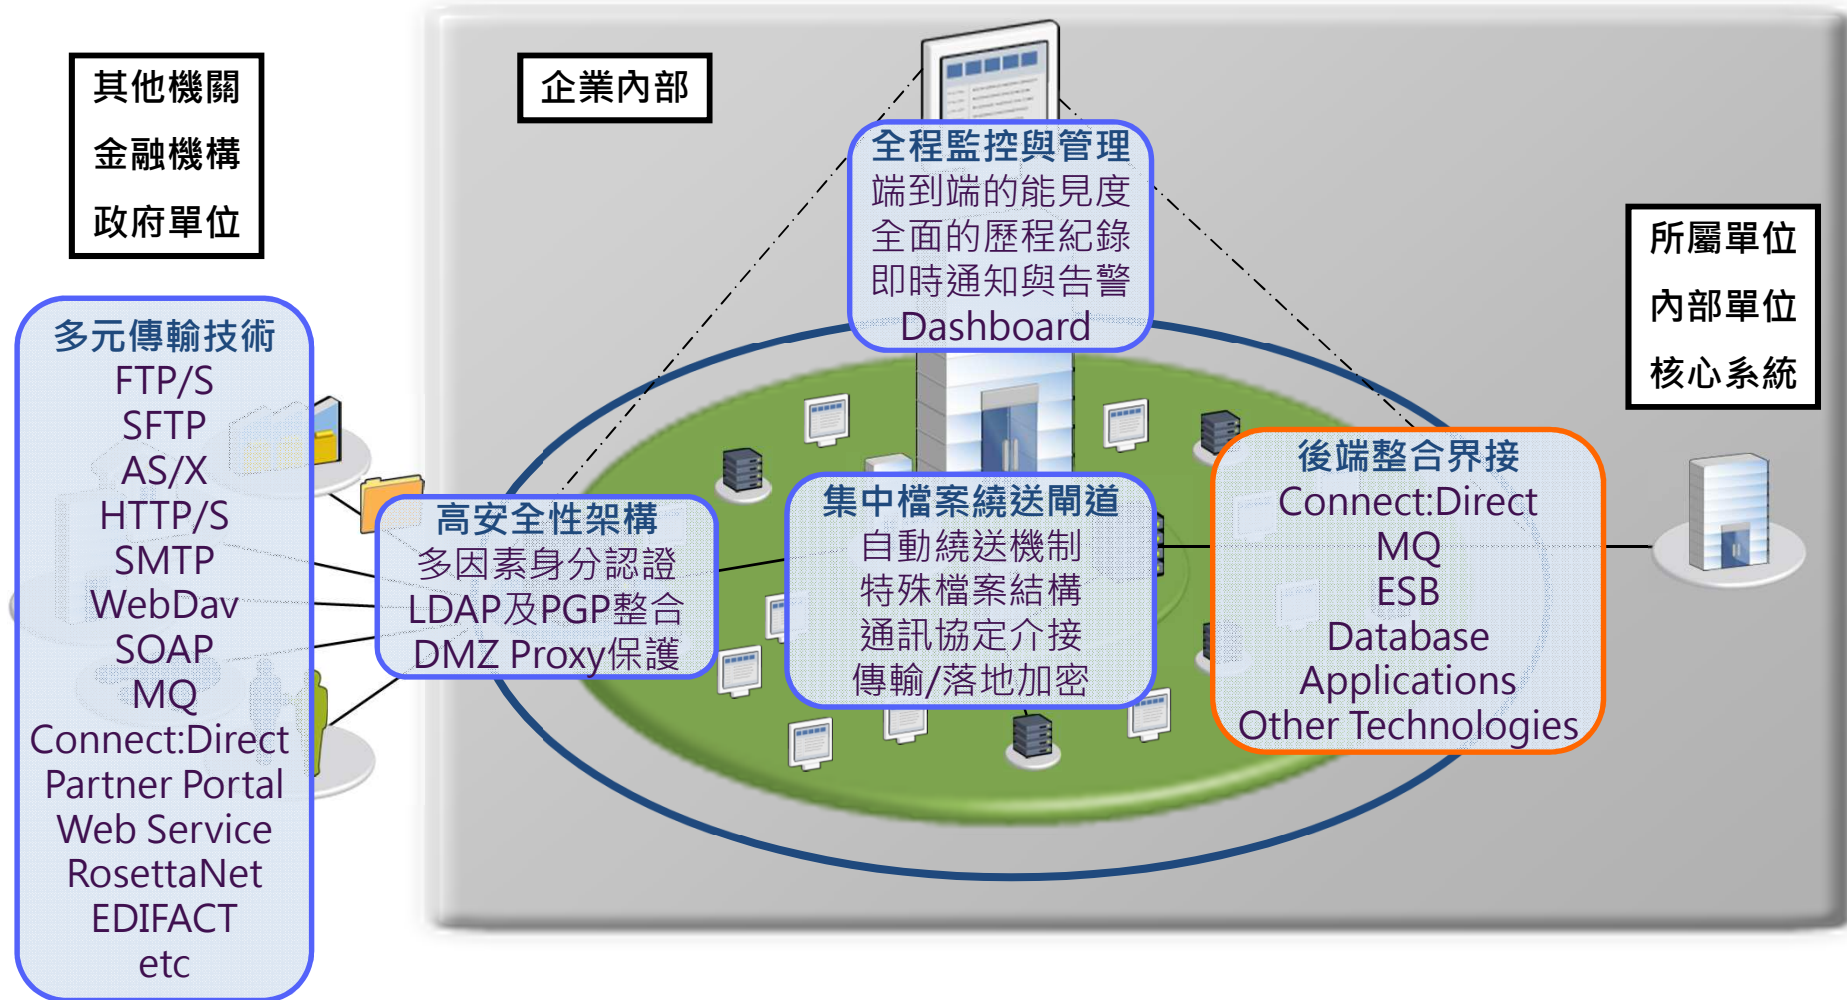 其他機關
金融機構
政府單位
企業內部
全程監控與管理
端到端的能見度
全面的歷程紀錄
即時通知與告警
Dashboard
所屬單位
內部單位
核心系統
多元傳輸技術
FTP/S
SFTP
AS/X
HTTP/S
SMTP
WebDav
SOAP
MQ
Connect:Direct
Partner Portal
Web Service
RosettaNet
EDIFACT
etc
高安全性架構
多因素身分認證
LDAP及PGP整合
DMZ Proxy保護
集中檔案繞送閘道
自動繞送機制
特殊檔案結構
通訊協定介接
傳輸/落地加密
後端整合界接
Connect:Direct
MQ
ESB
Database
Applications
Other Technologies